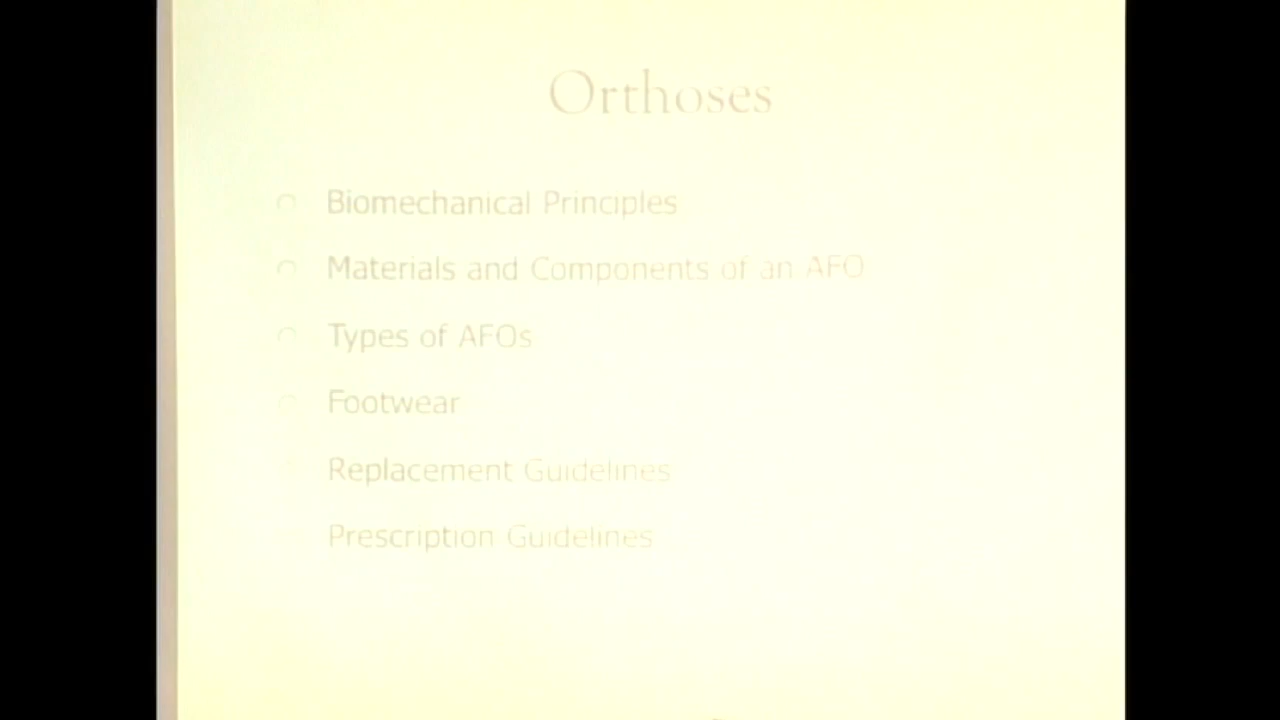 Orthoses
Biomechanical Principles
Materials and Components of an AFO
Types of AFOs
Footwear
Replacement Guidelines
Prescription Guidelines